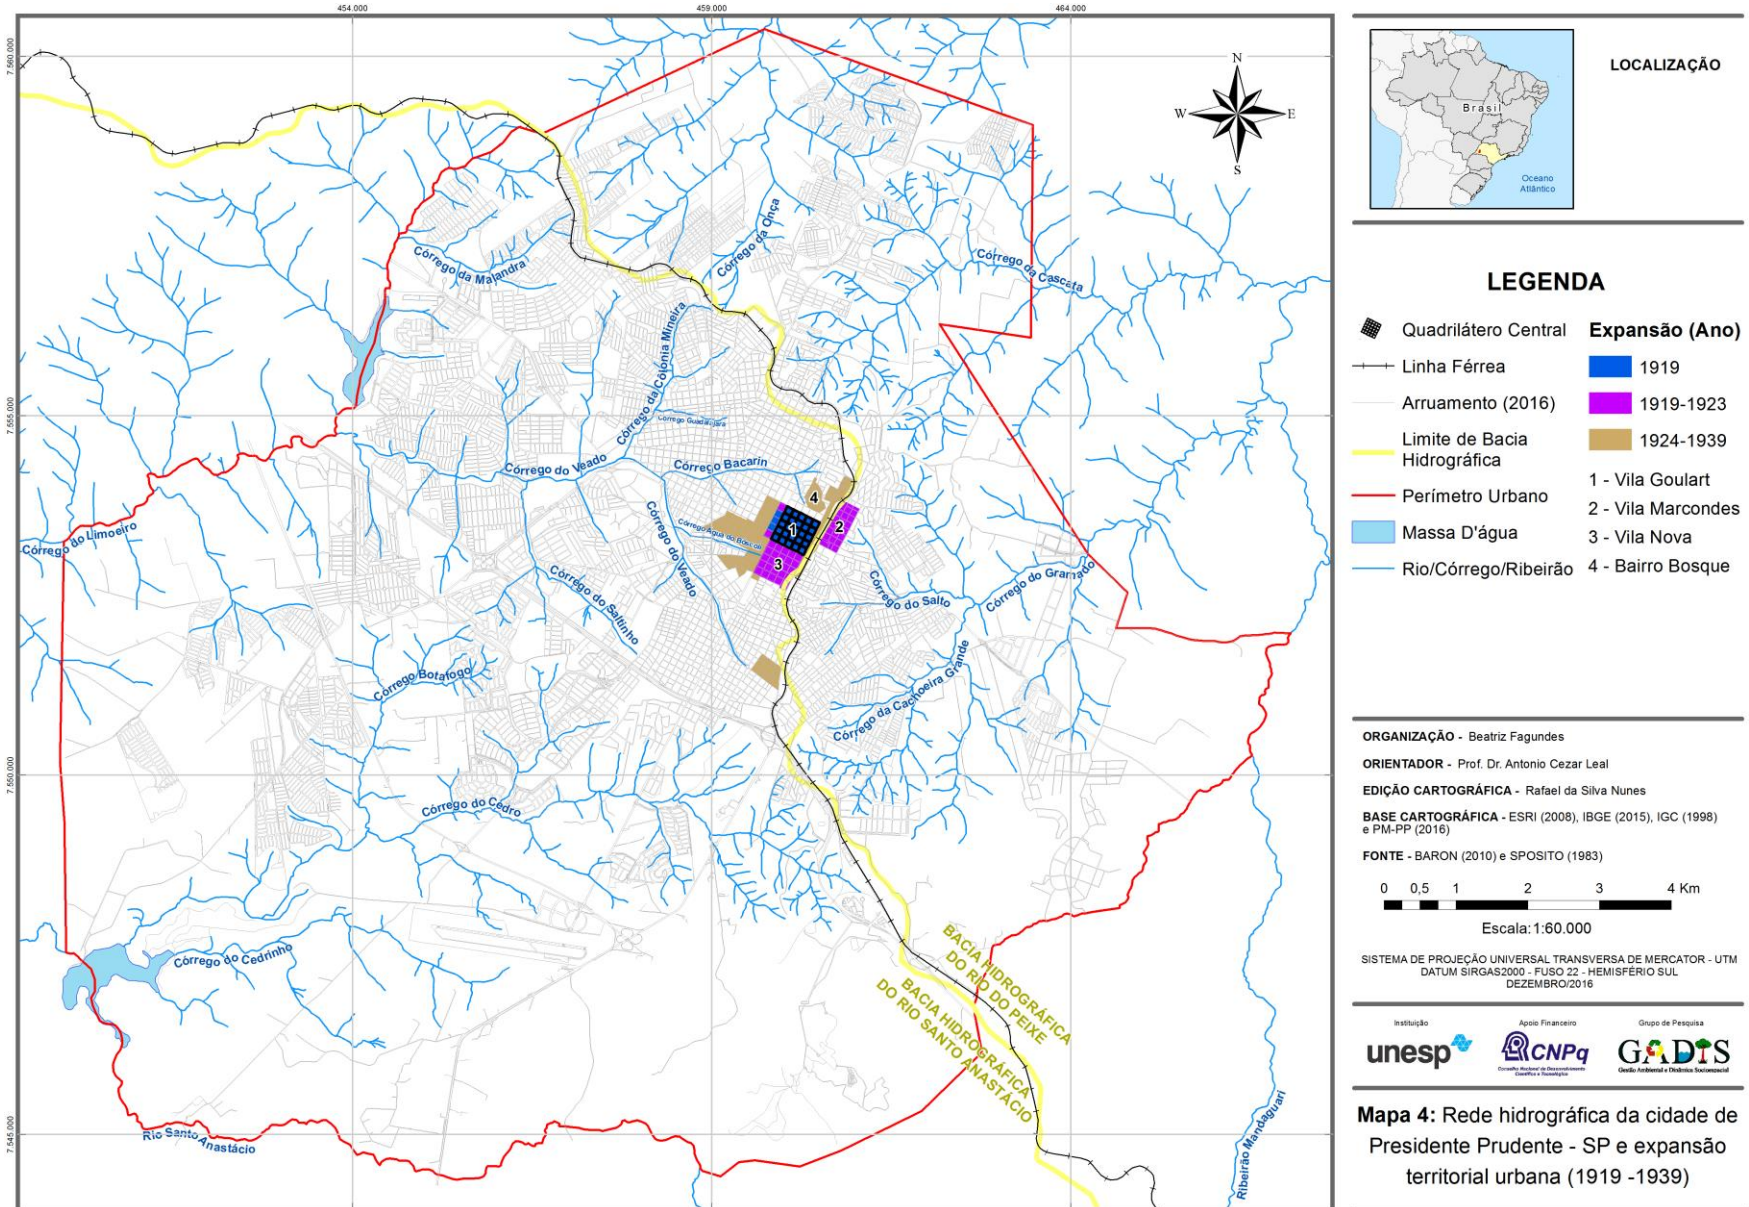 454.000
459.000
464.000
7.560.000
7.555.000
7.550.000
7.545.000
N
W
E
S
Córrego da Onça
Córrego da Malandra
Córrego da Cascata
Córrego da Colônia Mineira
Córrego Guadalajara
Córrego do Veado
Córrego Bacarin
4
1
2
3
Córrego do Veado
Córrego do Limoeiro
Córrego do Saltinho
Córrego do Salto
Córrego do Gramado
Córrego Botafogo
Córrego da Cachoeira Grande
Córrego do Cedro
Córrego do Cedrinho
BACIA HIDROGRÁFICA
DO RIO DO PEIXE
BACIA HIDROGRÁFICA
DO RIO SANTO ANASTÁCIO
Rio Santo Anastácio
Ribeirão Mandaguari
LOCALIZAÇÃO
Brasil
Oceano
Atlântico
LEGENDA
Quadrilátero Central
Linha Férrea
Arruamento (2016)
Limite de Bacia
Hidrográfica
Perímetro Urbano
Massa D'água
Rio/Córrego/Ribeirão
Expansão (Ano)
1919
1919-1923
1924-1939
1 - Vila Goulart
2 - Vila Marcondes
3 - Vila Nova
4 - Bairro Bosque
ORGANIZAÇÃO - Beatriz Fagundes
ORIENTADOR - Prof. Dr. Antonio Cezar Leal
EDIÇÃO CARTOGRÁFICA - Rafael da Silva Nunes
BASE CARTOGRÁFICA - ESRI (2008), IBGE (2015), IGC (1998)
e PM-PP (2016)
FONTE - BARON (2010) e SPOSITO (1983)
0 0,5 1 2 3 4 Km
Escala: 1:60.000
SISTEMA DE PROJEÇÃO UNIVERSAL TRANSVERSA DE MERCATOR - UTM
DATUM SIRGAS2000 - FUSO 22 - HEMISFÉRIO SUL
DEZEMBRO/2016
Instituição
unesp
Apoio Financeiro
CNPq
Conselho Nacional de Desenvolvimento
Científico e Tecnológico
Grupo de Pesquisa
GADIS
Gestão Ambiental e Dinâmica Socioespacial
Mapa 4: Rede hidrográfica da cidade de
Presidente Prudente - SP e expansão
territorial urbana (1919 -1939)